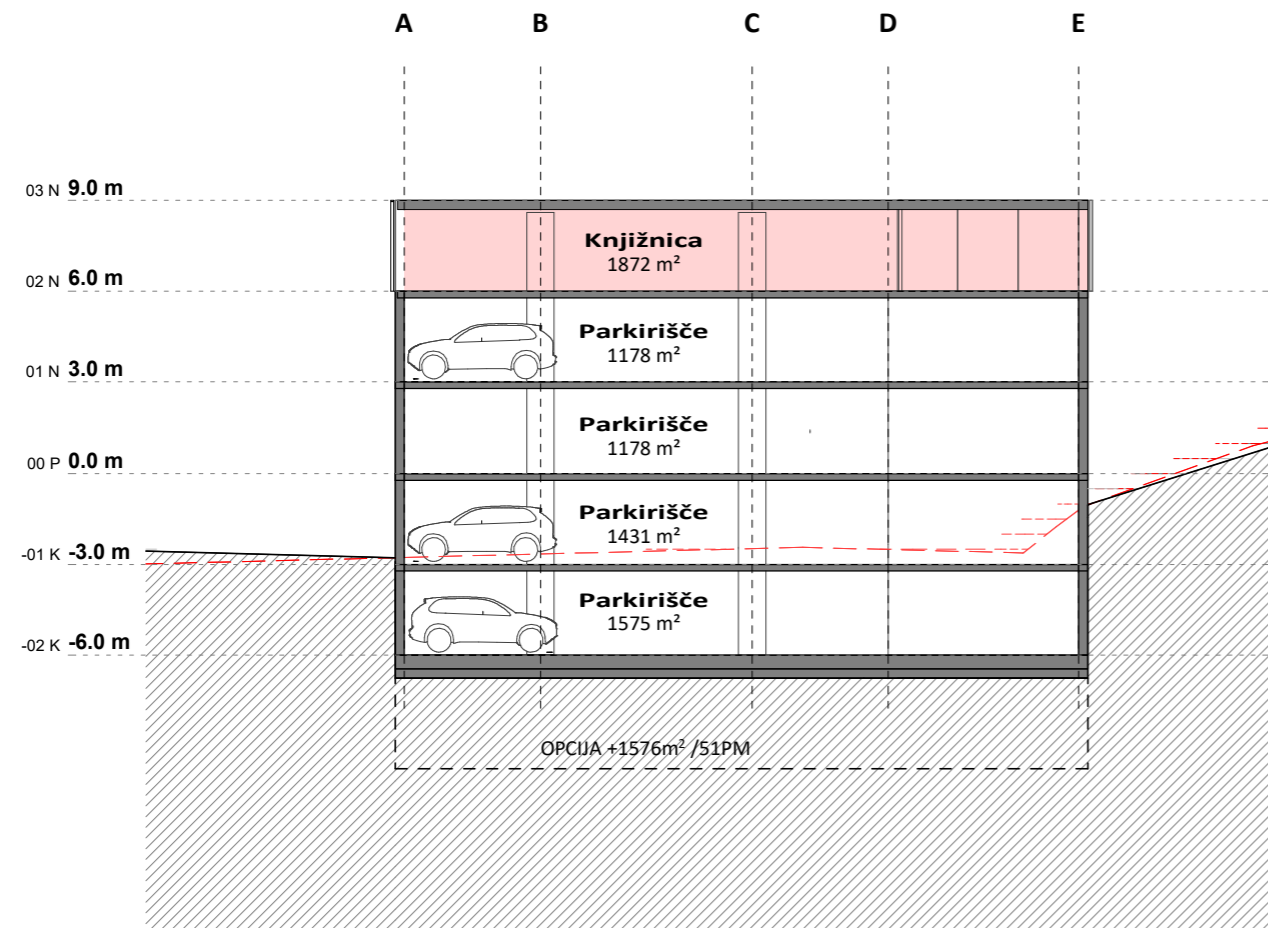 A B C D E
03 N 9.0 m
Knjižnica
1872 m²
02 N 6.0 m
Parkirišče
1178 m²
01 N 3.0 m
Parkirišče
1178 m²
00 P 0.0 m
Parkirišče
1431 m²
-01 K -3.0 m
Parkirišče
1575 m²
-02 K -6.0 m
OPCIJA +1576m² /51PM